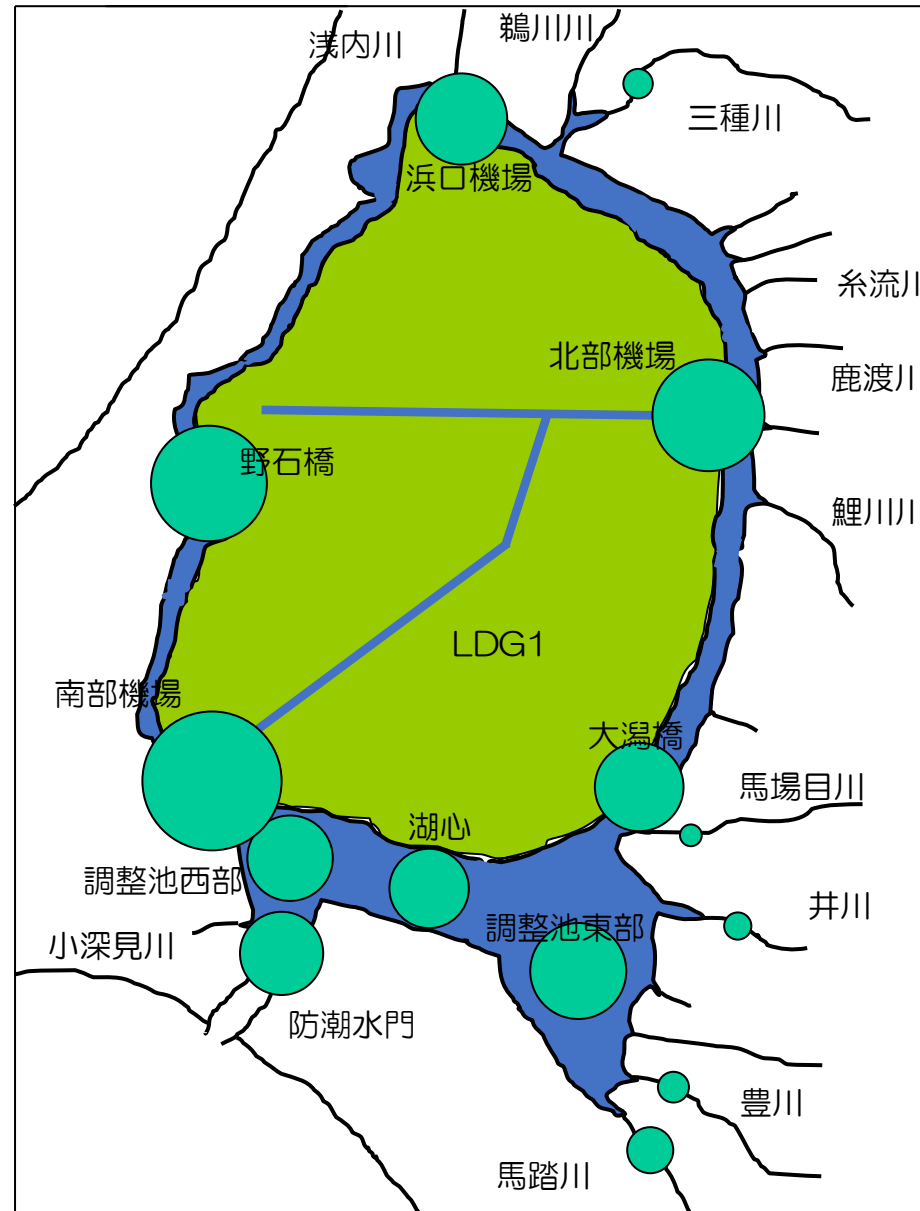 浅内川
鵜川川
三種川
浜口機場
糸流川
北部機場
鹿渡川
野石橋
鯉川川
LDG1
南部機場
大潟橋
馬場目川
湖心
調整池西部
井川
調整池東部
小深見川
防潮水門
豊川
馬踏川